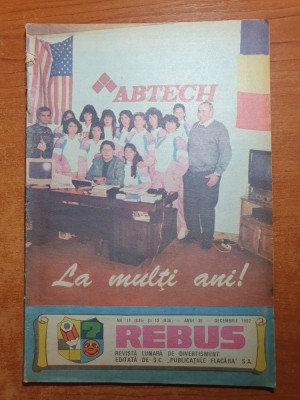 ABTECH
La mulți ani!
REBUS
REVISTĂ LUNARĂ DE DIVERTISMENT
EDITATĂ DE S.C. „PUBLICAȚIILE FLACĂRA" S.A.